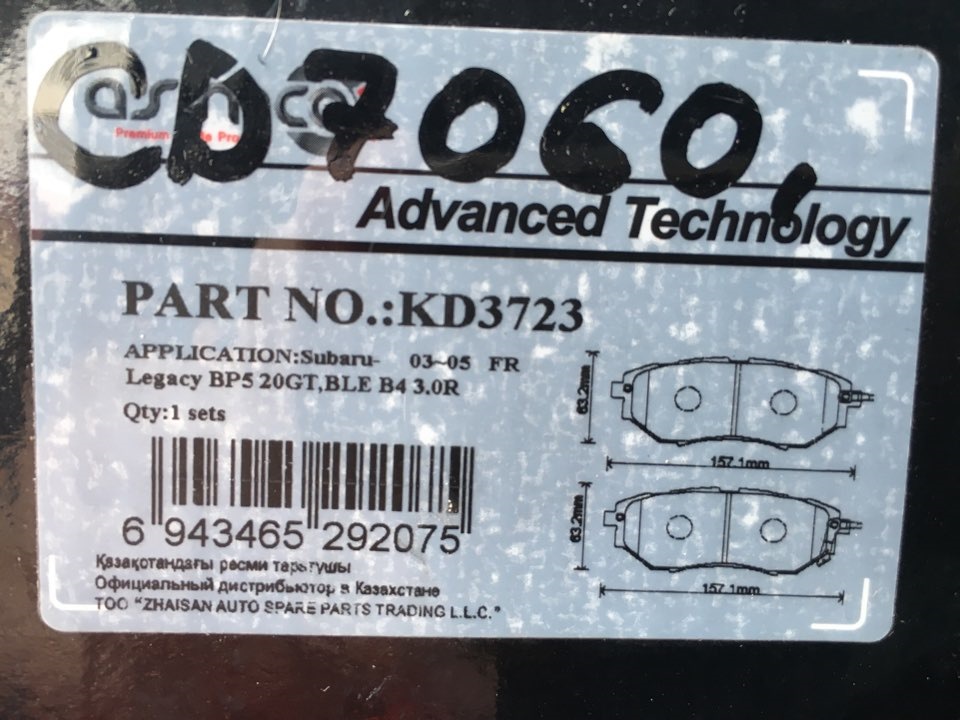 CD7060,
Advanced Technology
PART NO.:KD3723
APPLICATION:Subaru- 03~05 FR
Legacy BP5 20GT,BLE B4 3.0R
Qty:1 sets
63.2mm
157.1mm
63.2mm
157.1mm
6 943465 292075
Қазақстандағы ресми таратушы
Официальный дистрибьютор в Казахстане
ТОО "ZHAISAN AUTO SPARE PARTS TRADING L.L.C."